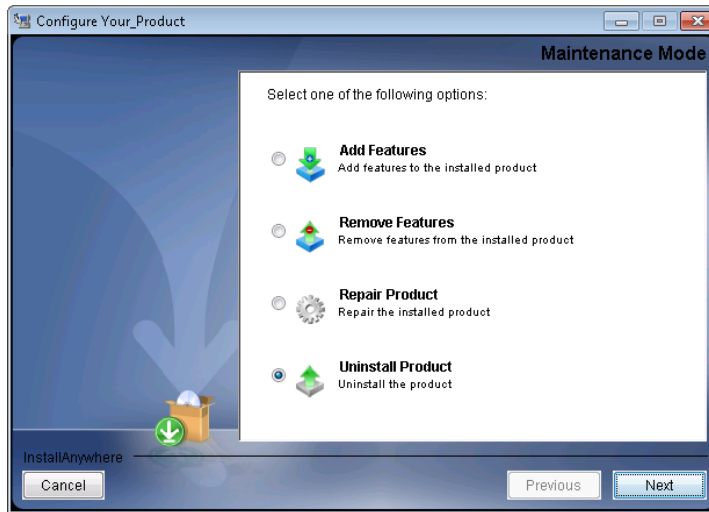 Configure Your_Product
Maintenance Mode
Select one of the following options:
Add Features
Add features to the installed product
Remove Features
Remove features from the installed product
Repair Product
Repair the installed product
Uninstall Product
Uninstall the product
InstallAnywhere
Cancel
Previous
Next